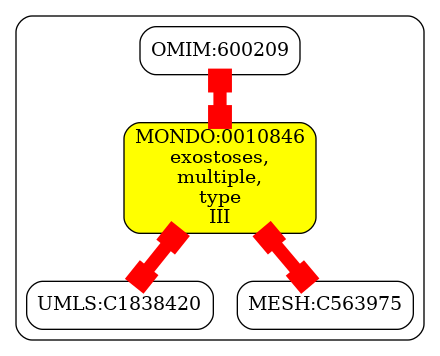 OMIM:600209
MONDO:0010846
exostoses,
multiple,
type
III
UMLS:C1838420
MESH:C563975